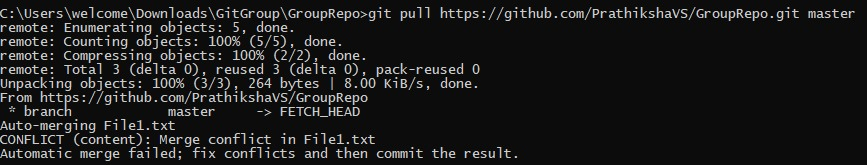 C:\Users\welcome\Downloads\GitGroup\GroupRepo>git pull https://github.com/PrathikshaVS/GroupRepo.git master
remote: Enumerating objects: 5, done.
remote: Counting objects: 100% (5/5), done.
remote: Compressing objects: 100% (2/2), done.
remote: Total 3 (delta 0), reused 3 (delta 0), pack-reused 0
Unpacking objects: 100% (3/3), 264 bytes | 8.00 KiB/s, done.
From https://github.com/PrathikshaVS/GroupRepo
 * branch            master     -> FETCH_HEAD
Auto-merging File1.txt
CONFLICT (content): Merge conflict in File1.txt
Automatic merge failed; fix conflicts and then commit the result.